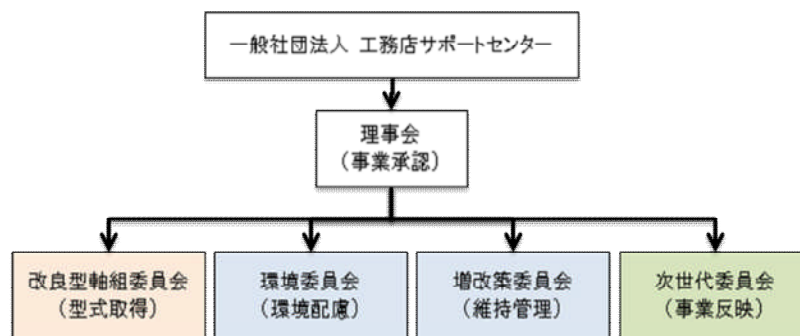 一般社団法人 工務店サポートセンター
理事会
（事業承認）
改良型軸組委員会
（型式取得）
環境委員会
（環境配慮）
増改築委員会
（維持管理）
次世代委員会
（事業反映）